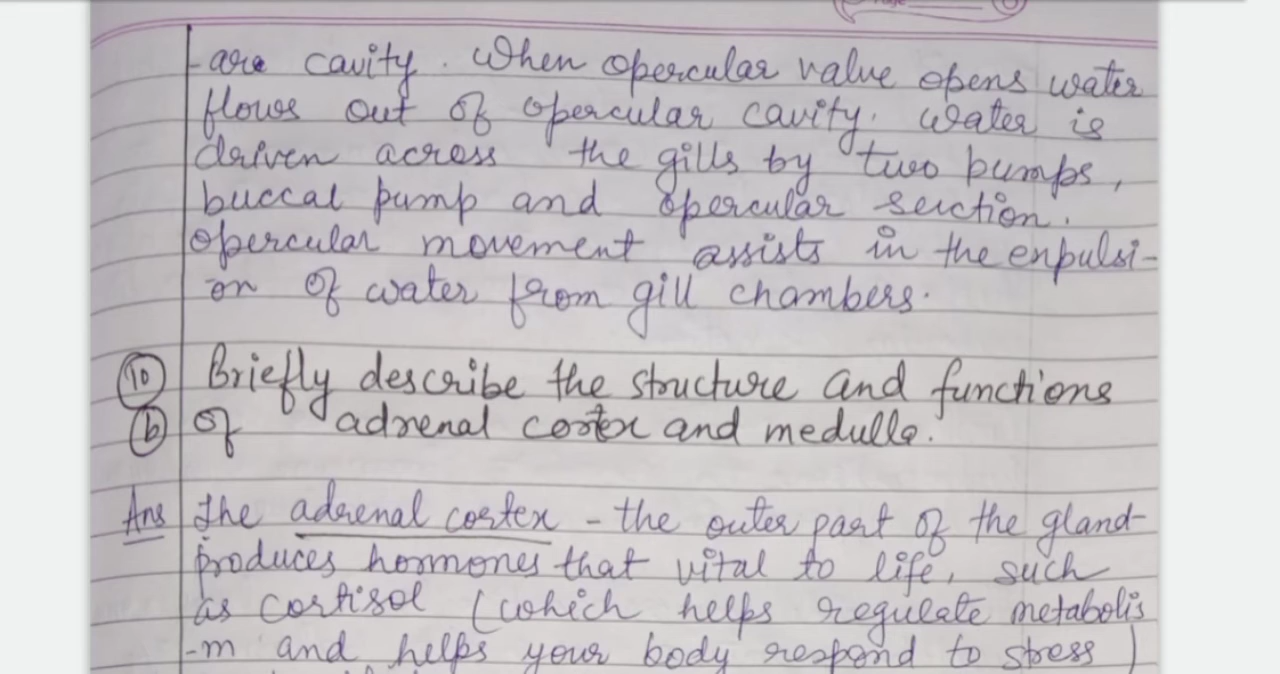 -are cavity. When opercular value opens water
flows out of opercular cavity. Water is
driven across the gills by two pumps,
buccal pump and opercular suction.
opercular movement assists in the enpulsi-
on of water from gill chambers.
10 Briefly describe the structure and functions
b of adrenal cortex and medulla.
Ans The adrenal cortex - the outer part of the gland-
produces hormones that vital to life, such
as cortisol (which helps regulate metabolis
-m and helps your body respond to stress)